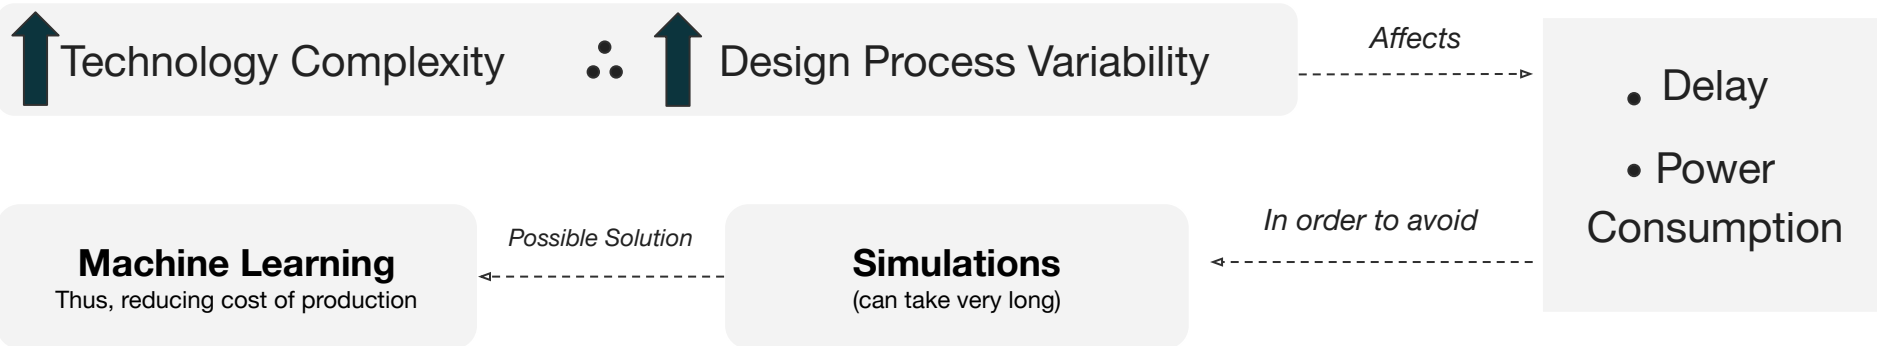 Technology Complexity ∴ Design Process Variability
Affects
• Delay
• Power
Consumption
In order to avoid
Simulations
(can take very long)
Possible Solution
Machine Learning
Thus, reducing cost of production